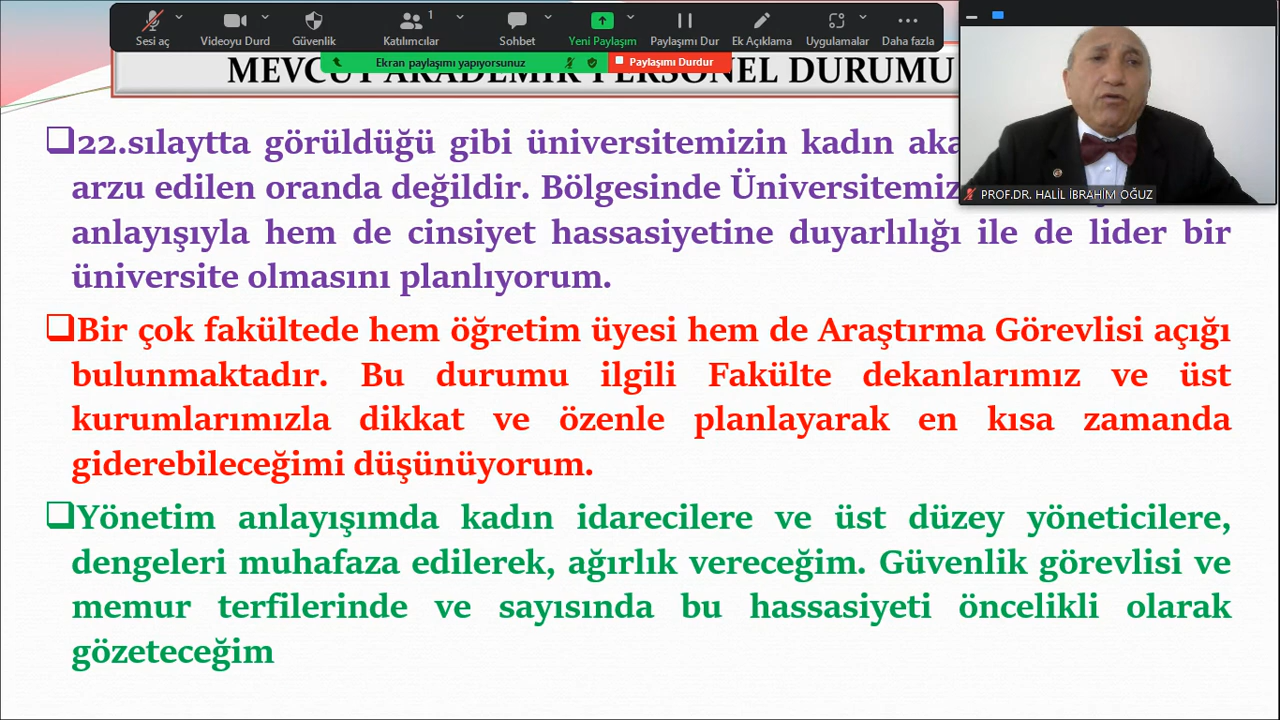 1
Sesi aç
Videoyu Durd
Güvenlik
Katılımcılar
Sohbet
Yeni Paylaşım
Paylaşımı Dur
Ek Açıklama
Uygulamalar
Daha fazla
Ekran paylaşımı yapıyorsunuz
Paylaşımı Durdur
MEVCUT AKADEMİK PERSONEL DURUMU
PROF.DR. HALİL İBRAHİM OĞUZ
22.sılaytta görüldüğü gibi üniversitemizin kadın
arzu edilen oranda değildir. Bölgesinde
anlayışıyla hem de cinsiyet hassasiyetine duyarlılığı ile de lider bir
üniversite olmasını planlıyorum.
Bir çok fakültede hem öğretim üyesi hem de Araştırma Görevlisi açığı
bulunmaktadır. Bu durumu ilgili Fakülte dekanlarımız ve üst
kurumlarımızla dikkat ve özenle planlayarak en kısa zamanda
giderebileceğimi düşünüyorum.
Yönetim anlayışımda kadın idarecilere ve üst düzey yöneticilere,
dengeleri muhafaza edilerek, ağırlık vereceğim. Güvenlik görevlisi ve
memur terfilerinde ve sayısında bu hassasiyeti öncelikli olarak
gözeteceğim